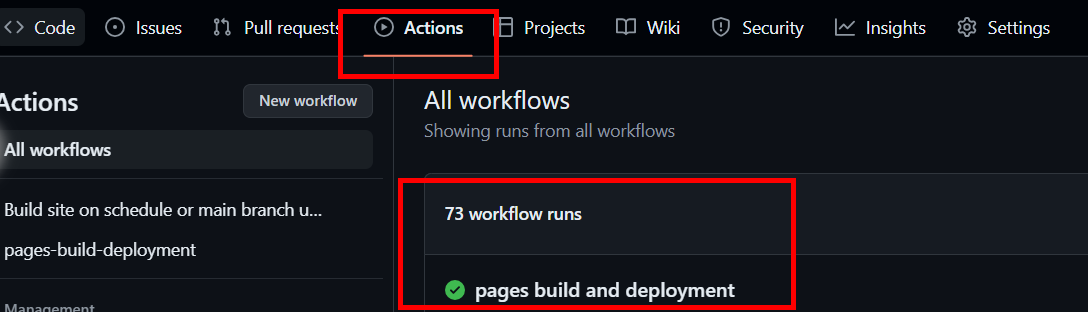 Code Issues Pull requests Actions Projects Wiki Security Insights Settings
Actions
New workflow
All workflows
Build site on schedule or main branch u...
pages-build-deployment
Management
All workflows
Showing runs from all workflows
73 workflow runs
pages build and deployment